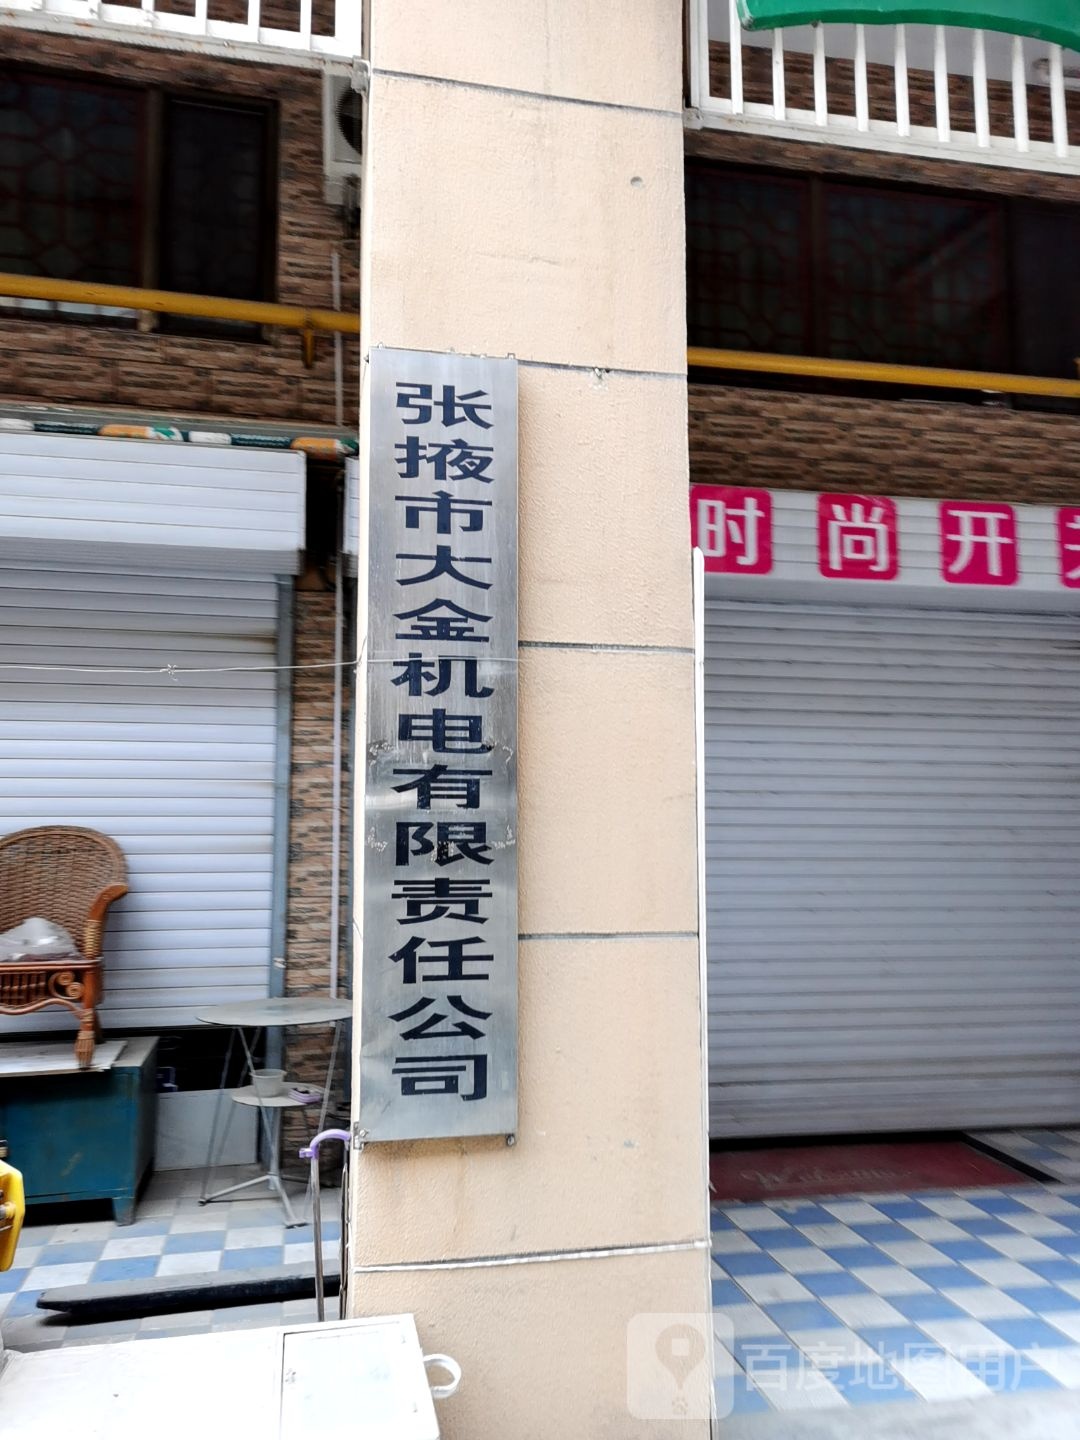 张掖市大金机电有限责任公司
时尚开
Welcome
百度地图用户